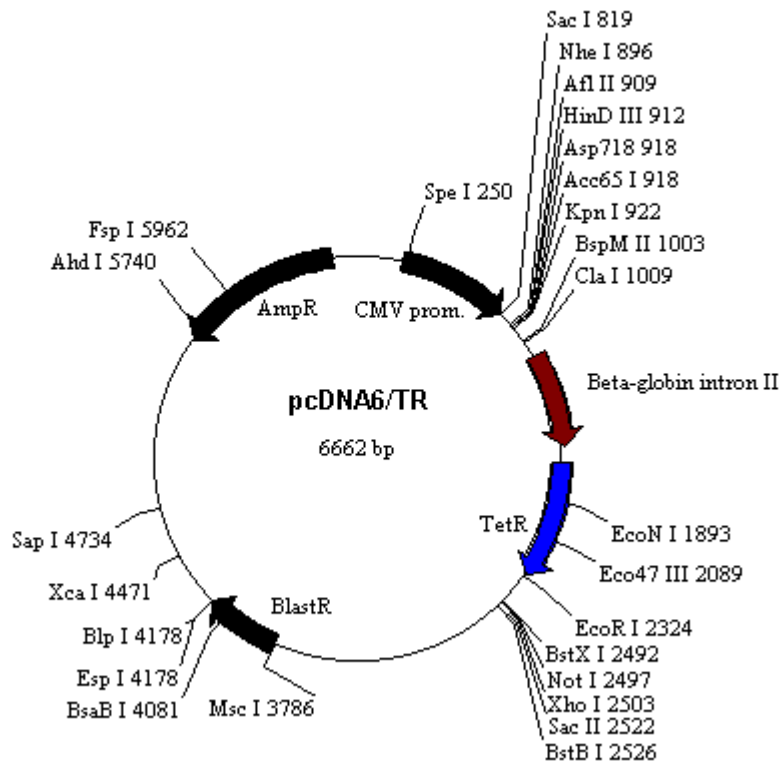 Sac I 819
Nhe I 896
Afl II 909
HinD III 912
Asp718 918
Acc65 I 918
Kpn I 922
BspM II 1003
Cla I 1009
Spe I 250
Fsp I 5962
Ahd I 5740
AmpR
CMV prom.
Beta-globin intron II
pcDNA6/TR
6662 bp
TetR
EcoN I 1893
Eco47 III 2089
EcoR I 2324
BstX I 2492
Not I 2497
Xho I 2503
Sac II 2522
BstB I 2526
Sap I 4734
Xca I 4471
Blp I 4178
Esp I 4178
BsaB I 4081
BlastR
Msc I 3786